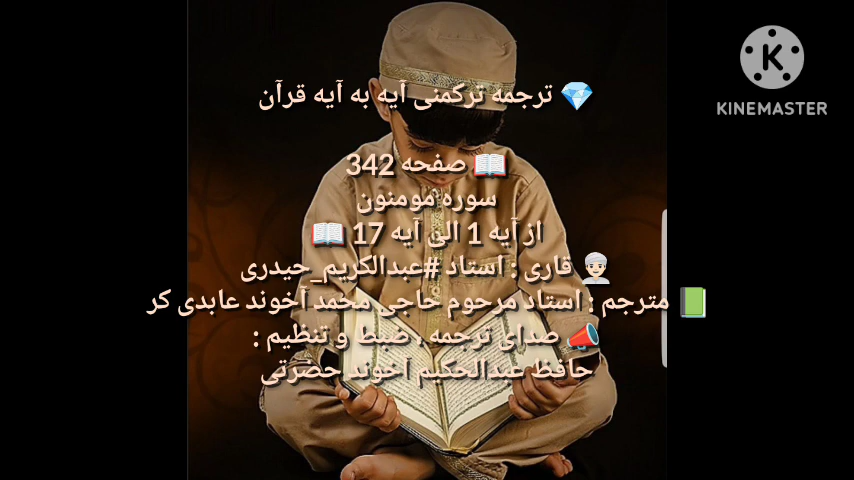 💎 ترجمه ترکمنی آیه به آیه قرآن
📖 صفحه 342
سوره مومنون
از آیه 1 الی آیه 17 📖
👳🏻 قاری : استاد #عبدالکریم_حیدری
📗 مترجم : استاد مرحوم حاجی محمد آخوند عابدی کر
📣 صدای ترجمه ، ضبط و تنظیم :
حافظ عبدالحکیم آخوند حضرتی
KINEMASTER